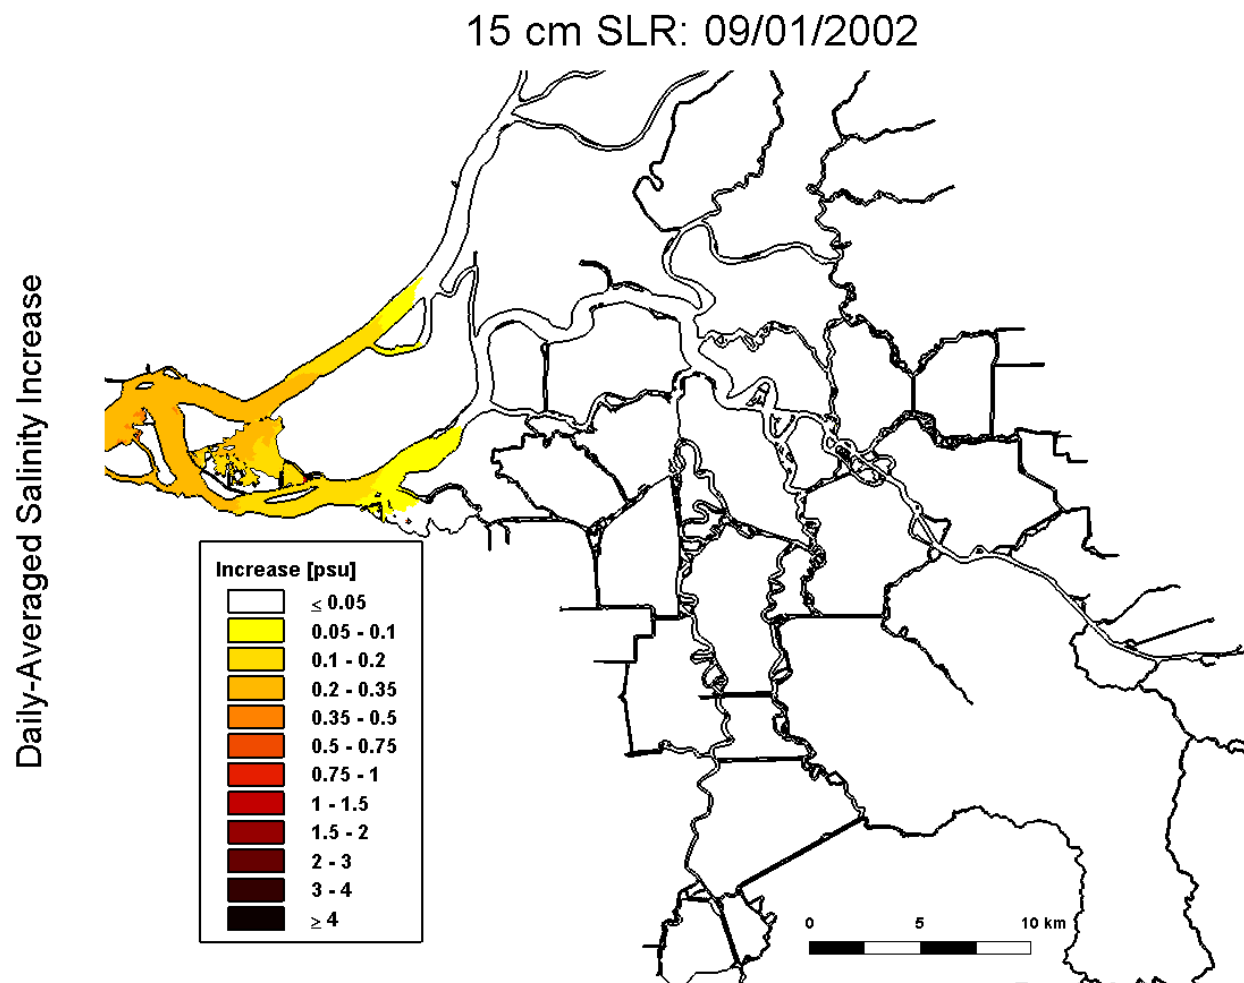 15 cm SLR: 09/01/2002
Daily-Averaged Salinity Increase
Increase [psu]
≤ 0.05
0.05 - 0.1
0.1 - 0.2
0.2 - 0.35
0.35 - 0.5
0.5 - 0.75
0.75 - 1
1 - 1.5
1.5 - 2
2 - 3
3 - 4
≥ 4
0 5 10 km